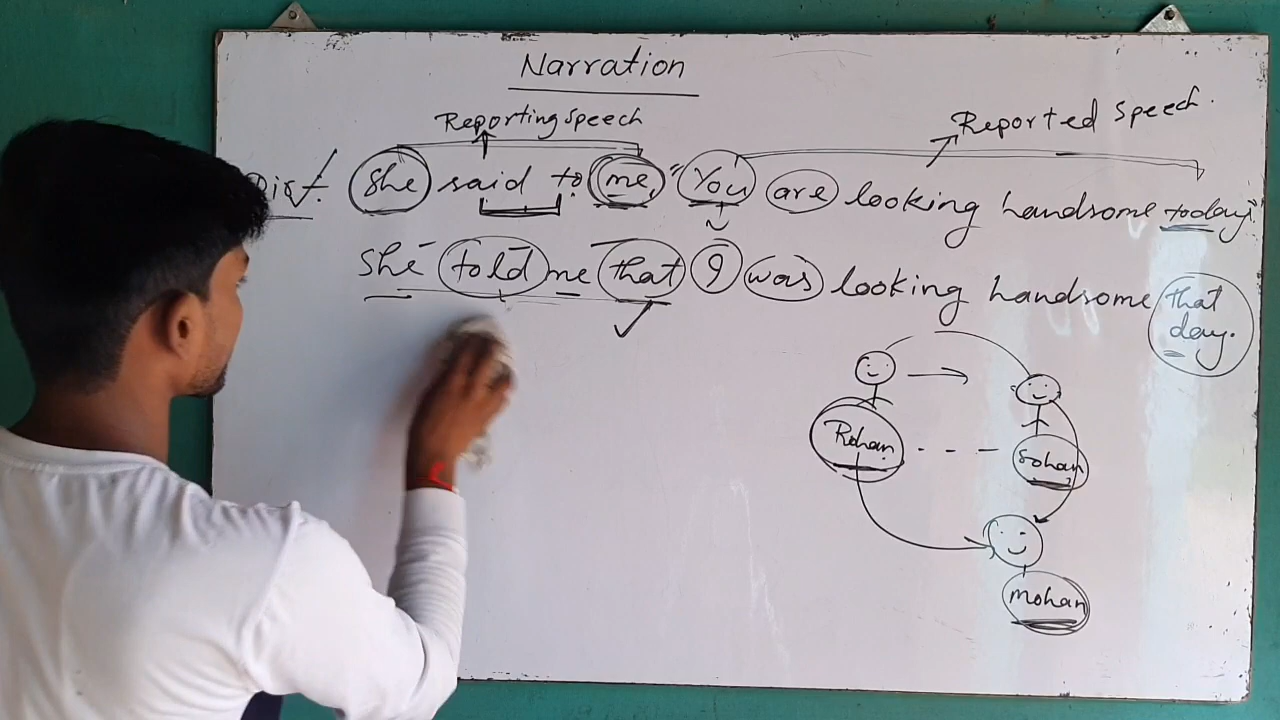 Narration
Reporting speech
Reported speech.
Dirt. She said to me, "You are looking handsome today."
She told me that I was looking handsome that day.
Rohan
Sohan
mohan